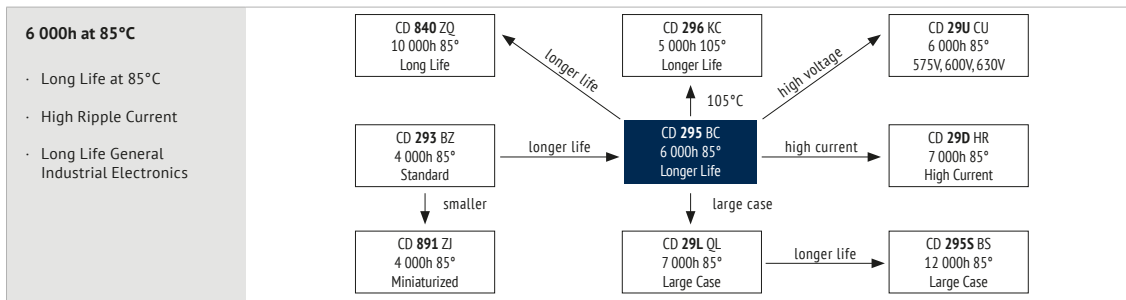 6 000h at 85°C
· Long Life at 85°C
· High Ripple Current
· Long Life General
Industrial Electronics
CD 840 ZQ
10 000h 85°
Long Life
CD 296 KC
5 000h 105°
Longer Life
CD 29U CU
6 000h 85°
575V, 600V, 630V
longer life
105°C
high voltage
CD 293 BZ
4 000h 85°
Standard
longer life
CD 295 BC
6 000h 85°
Longer Life
high current
CD 29D HR
7 000h 85°
High Current
smaller
large case
CD 891 ZJ
4 000h 85°
Miniaturized
CD 29L QL
7 000h 85°
Large Case
longer life
CD 295S BS
12 000h 85°
Large Case